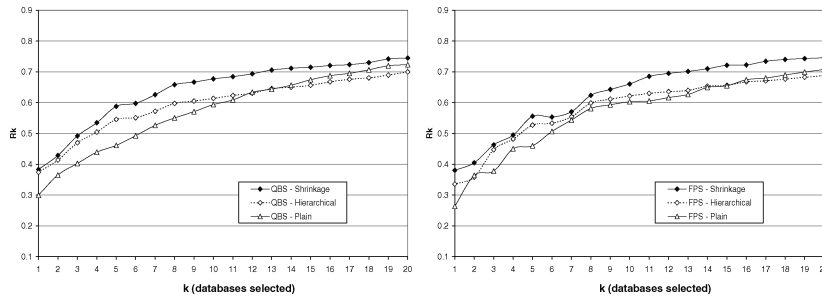 0.9
0.8
0.7
0.6
0.5
0.4
0.3
0.2
0.1
Rk
QBS - Shrinkage
QBS - Hierarchical
QBS - Plain
1 2 3 4 5 6 7 8 9 10 11 12 13 14 15 16 17 18 19 20
k (databases selected)
0.9
0.8
0.7
0.6
0.5
0.4
0.3
0.2
0.1
Rk
FPS - Shrinkage
FPS - Hierarchical
FPS - Plain
1 2 3 4 5 6 7 8 9 10 11 12 13 14 15 16 17 18 19
k (databases selected)